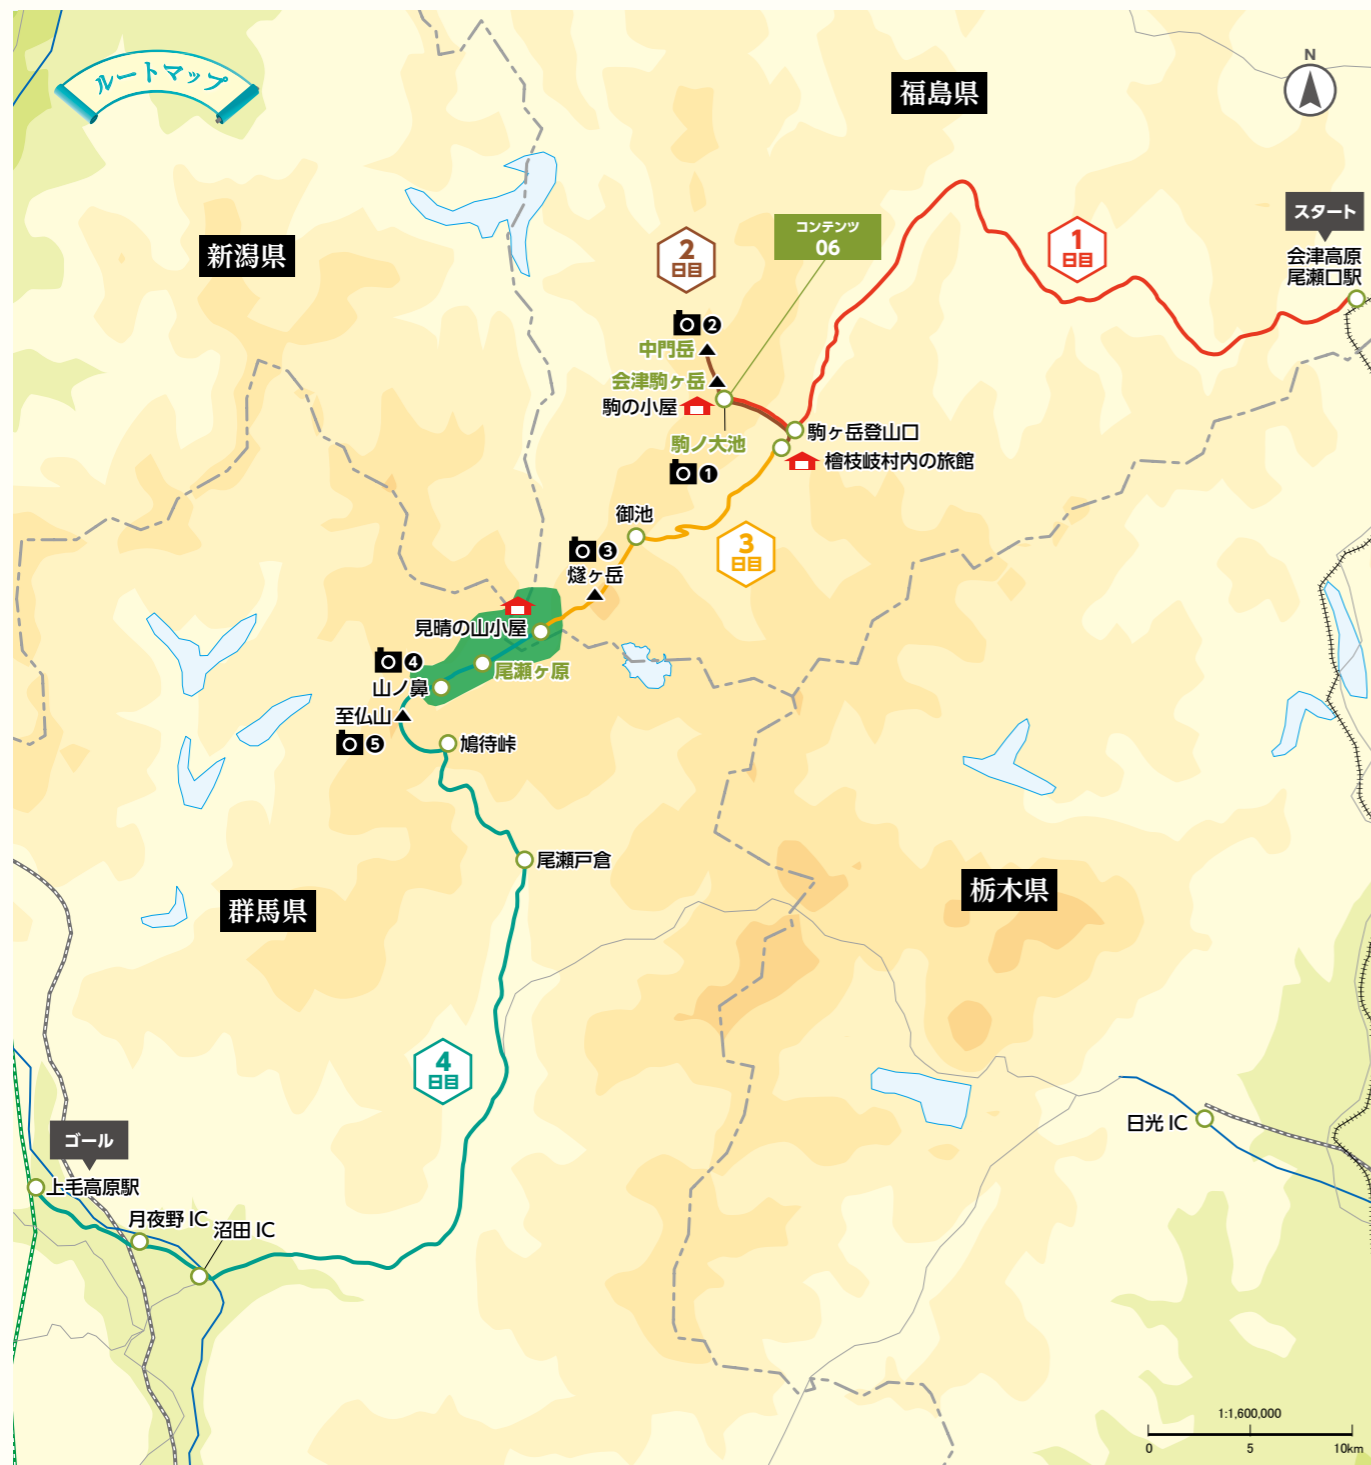 ルートマップ
N
福島県
スタート
会津高原
尾瀬口駅
1
日目
コンテンツ
06
2
日目
新潟県
❷
中門岳
会津駒ヶ岳
駒の小屋
駒ノ大池
❶
駒ヶ岳登山口
檜枝岐村内の旅館
御池
3
日目
❸
燧ヶ岳
見晴の山小屋
❹
尾瀬ヶ原
山ノ鼻
至仏山
❺
鳩待峠
尾瀬戸倉
群馬県
栃木県
4
日目
日光 IC
ゴール
上毛高原駅
月夜野 IC
沼田 IC
1:1,600,000
0 5 10km